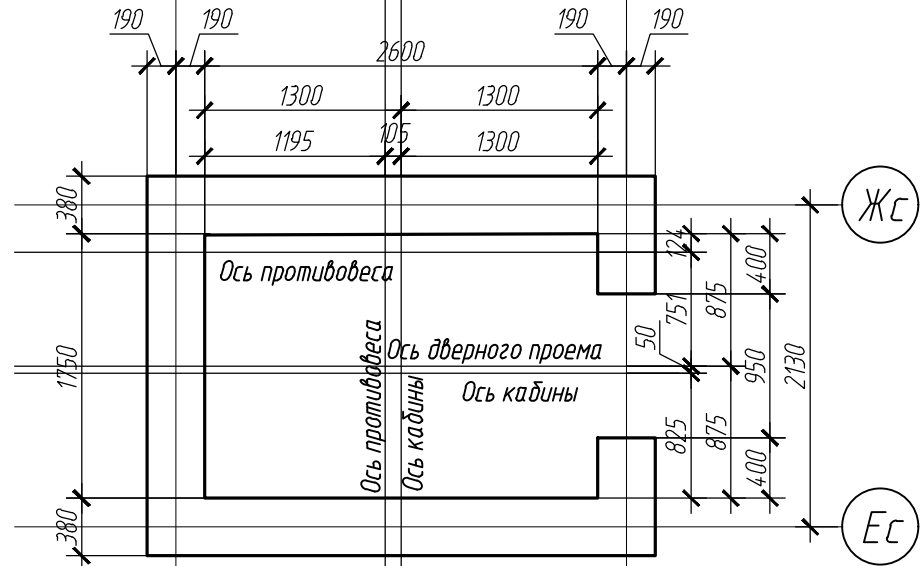 190 190 190 190
2600
1300 1300
1195 105 1300
380
Жс
124
400
Ось противовеса
751
875
50
Ось дверного проема
1750
950
2130
Ось кабины
Ось противовеса
Ось кабины
825
875
400
380
Ес